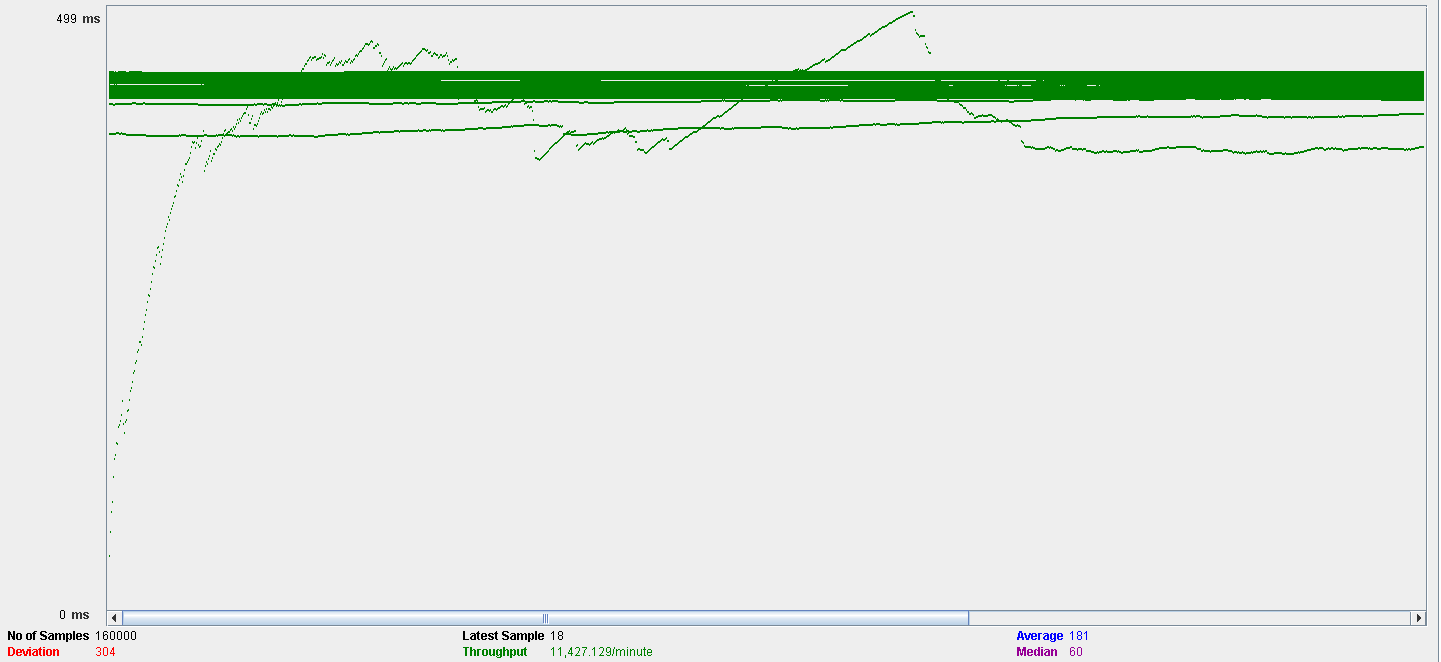 499 ms
0 ms
No of Samples 160000 Latest Sample 18 Average 181
Deviation 304 Throughput 11,427.129/minute Median 60